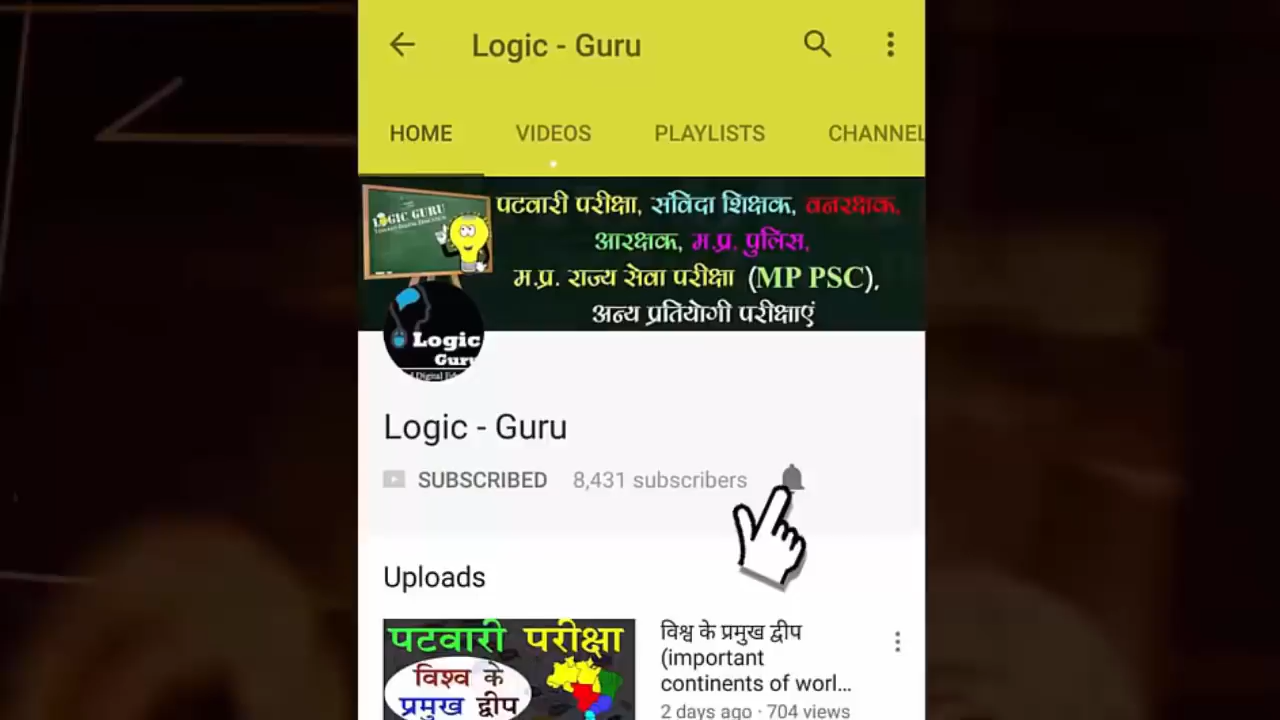 Logic - Guru
HOME VIDEOS PLAYLISTS CHANNEL
LOGIC GURU
पटवारी परीक्षा, संविदा शिक्षक, वनरक्षक,
आरक्षक, म.प्र. पुलिस,
म.प्र. राज्य सेवा परीक्षा (MP PSC),
अन्य प्रतियोगी परीक्षाएं
Logic
Guru
Digital
Logic - Guru
SUBSCRIBED 8,431 subscribers
Uploads
पटवारी परीक्षा
विश्व के
प्रमुख द्वीप
विश्व के प्रमुख द्वीप
(important
continents of worl...
2 days ago · 704 views